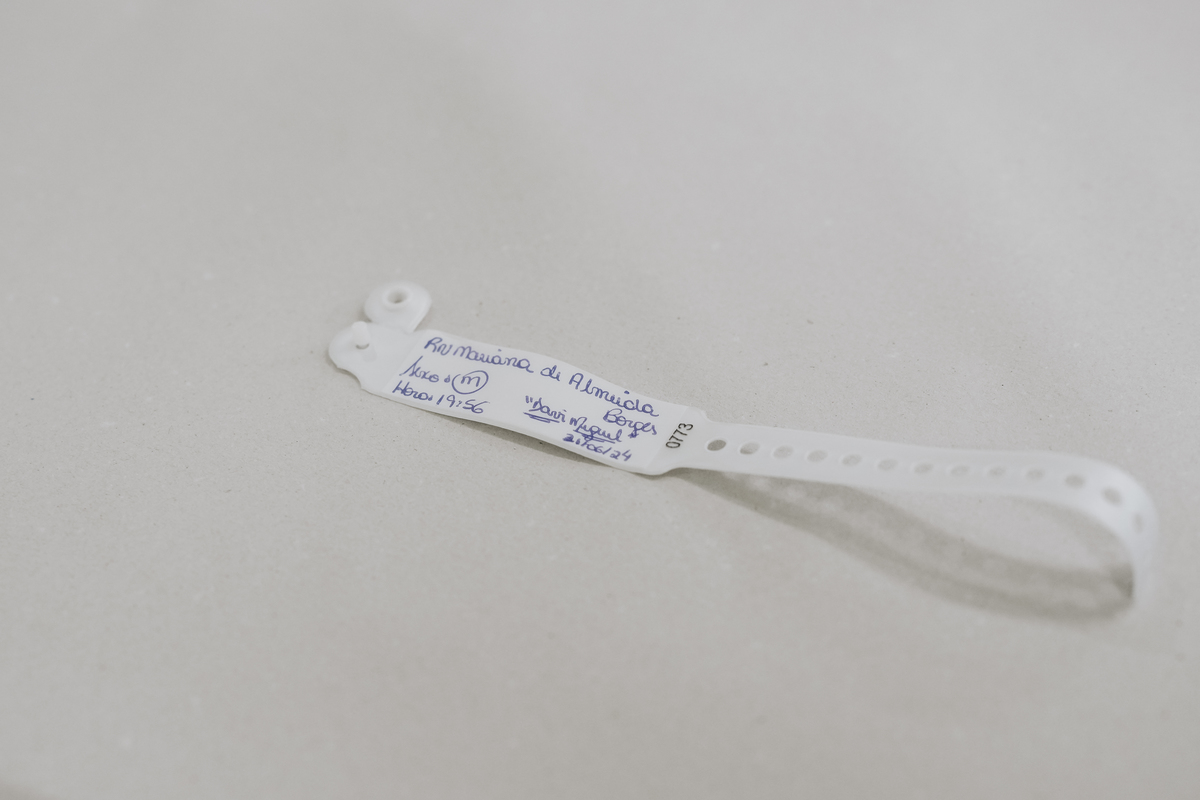 RN Mariana de Almeida
Borges
Sexo: M
Hora: 19:56
"Davi Miguel"
21/06/24
0773